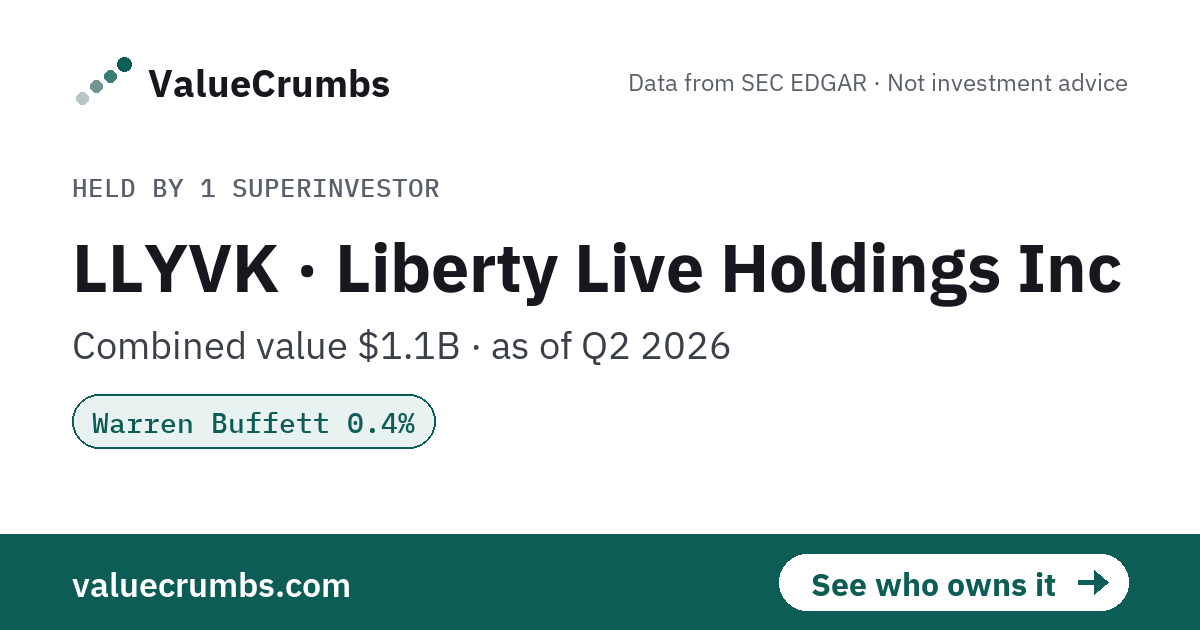 ValueCrumbs
Data from SEC EDGAR · Not investment advice
HELD BY 1 SUPERINVESTOR
LLYVK · Liberty Live Holdings Inc
Combined value $1.1B · as of Q2 2026
Warren Buffett 0.4%
valuecrumbs.com
See who owns it →